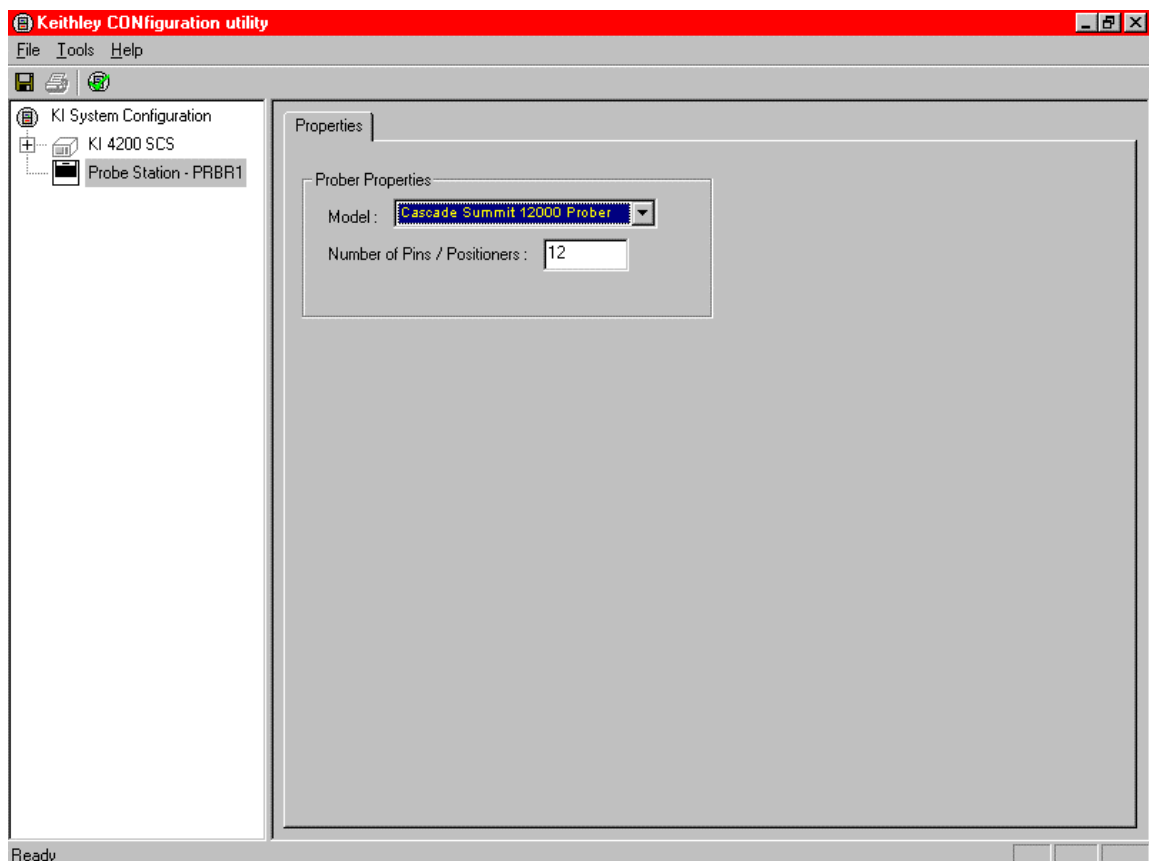 Keithley CONfiguration utility
File Tools Help
KI System Configuration
KI 4200 SCS
Probe Station - PRBR1
Properties
Prober Properties
Model : Cascade Summit 12000 Prober
Number of Pins / Positioners : 12
Ready